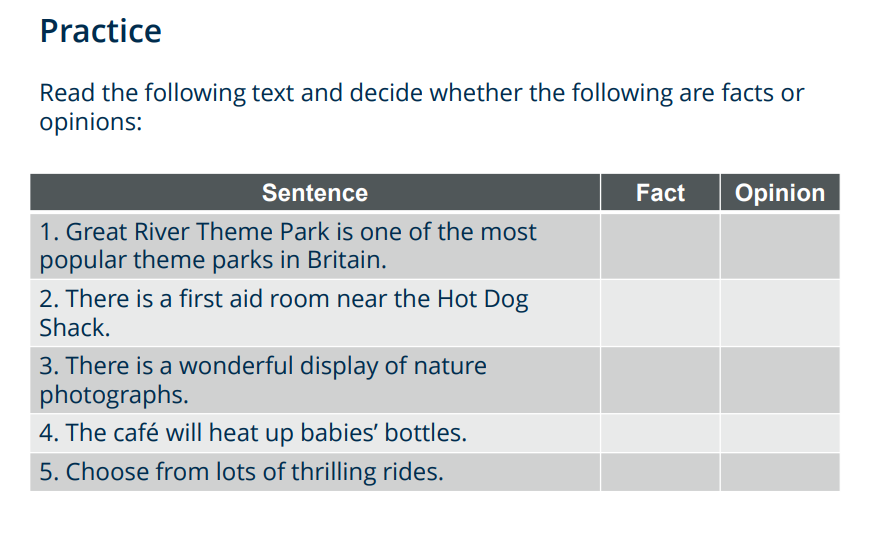 Practice
Read the following text and decide whether the following are facts or
opinions:
Sentence Fact Opinion
1. Great River Theme Park is one of the most
popular theme parks in Britain.
2. There is a first aid room near the Hot Dog
Shack.
3. There is a wonderful display of nature
photographs.
4. The café will heat up babies’ bottles.
5. Choose from lots of thrilling rides.